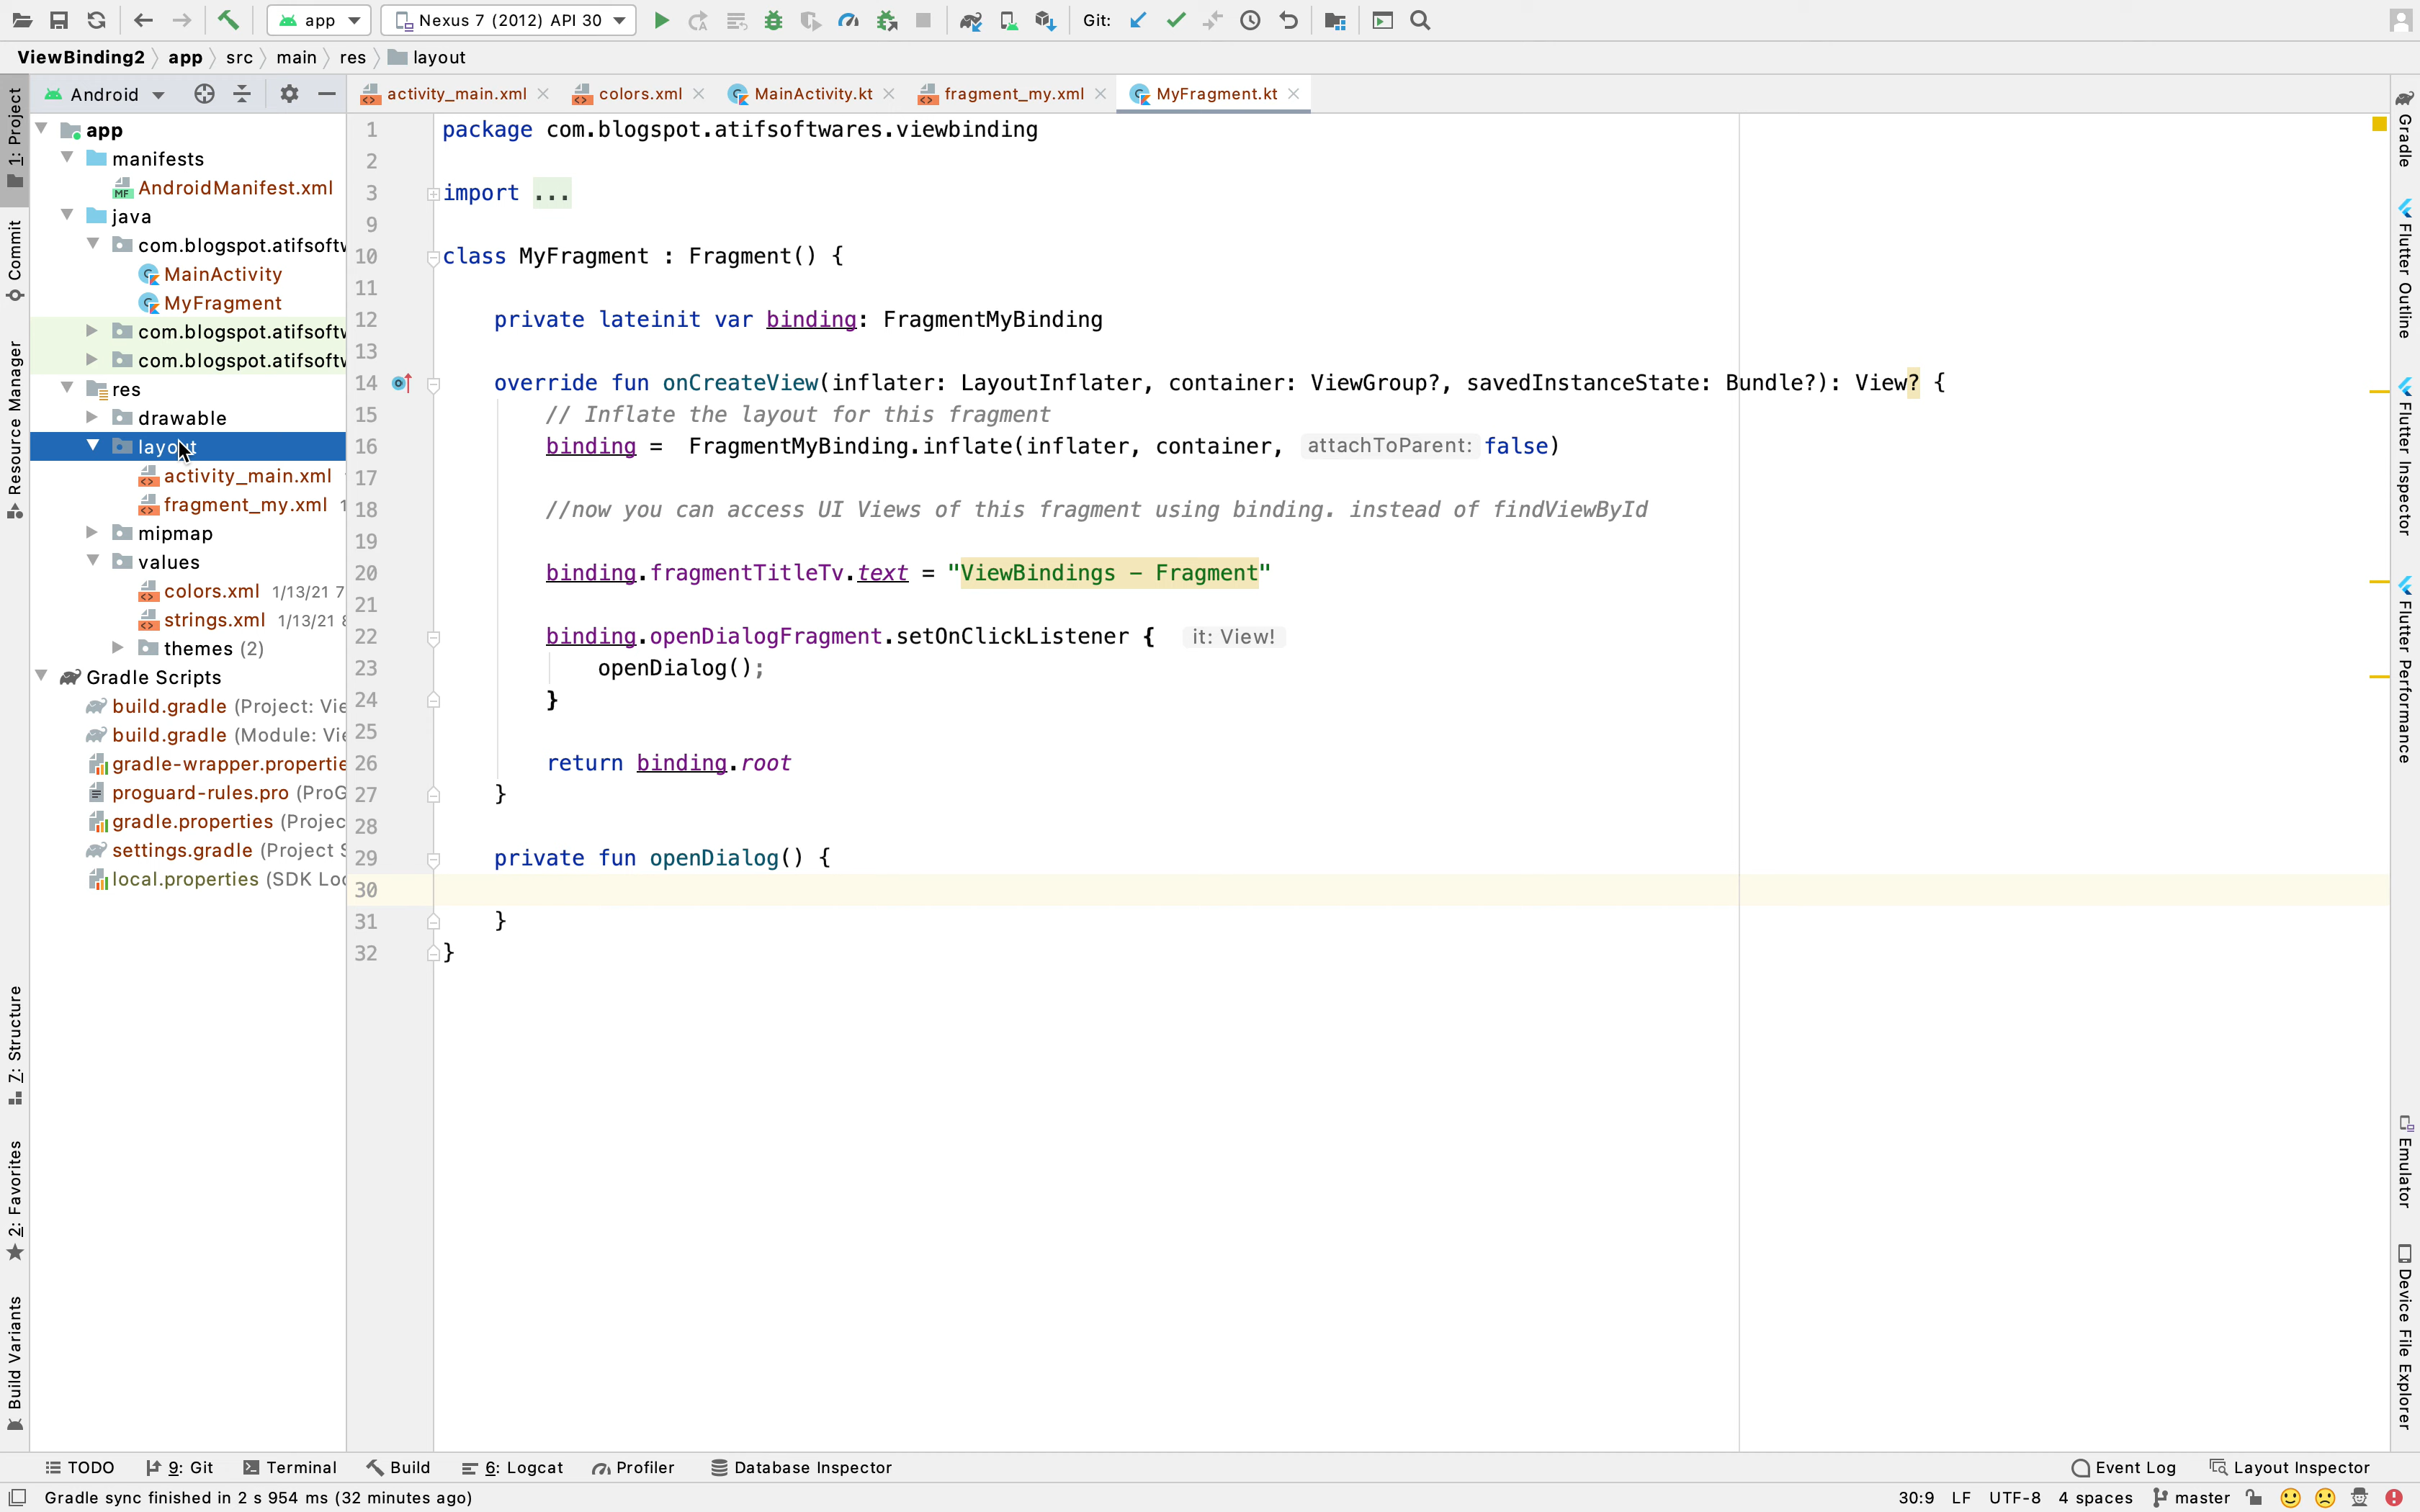 app Nexus 7 (2012) API 30 Git:
ViewBinding2 app src main res layout
Android
activity_main.xml colors.xml MainActivity.kt fragment_my.xml MyFragment.kt
1: Project
Commit
Resource Manager
Z: Structure
2: Favorites
Build Variants
app
manifests
AndroidManifest.xml
java
com.blogspot.atifsoftw
MainActivity
MyFragment
com.blogspot.atifsoftw
com.blogspot.atifsoftw
res
drawable
layout
activity_main.xml
fragment_my.xml 1
mipmap
values
colors.xml 1/13/21 7
strings.xml 1/13/21 8
themes (2)
Gradle Scripts
build.gradle (Project: Vie
build.gradle (Module: Vie
gradle-wrapper.propertie
proguard-rules.pro (ProG
gradle.properties (Projec
settings.gradle (Project S
local.properties (SDK Loc
1 package com.blogspot.atifsoftwares.viewbinding
2
3 import ...
9
10 class MyFragment : Fragment() {
11
12 private lateinit var binding: FragmentMyBinding
13
14 override fun onCreateView(inflater: LayoutInflater, container: ViewGroup?, savedInstanceState: Bundle?): View? {
15 // Inflate the layout for this fragment
16 binding = FragmentMyBinding.inflate(inflater, container, attachToParent: false)
17
18 //now you can access UI Views of this fragment using binding. instead of findViewById
19
20 binding.fragmentTitleTv.text = "ViewBindings – Fragment"
21
22 binding.openDialogFragment.setOnClickListener { it: View!
23 openDialog();
24 }
25
26 return binding.root
27 }
28
29 private fun openDialog() {
30
31 }
32 }
Gradle
Flutter Outline
Flutter Inspector
Flutter Performance
Emulator
Device File Explorer
TODO 9: Git Terminal Build 6: Logcat Profiler Database Inspector Event Log Layout Inspector
Gradle sync finished in 2 s 954 ms (32 minutes ago) 30:9 LF UTF-8 4 spaces master